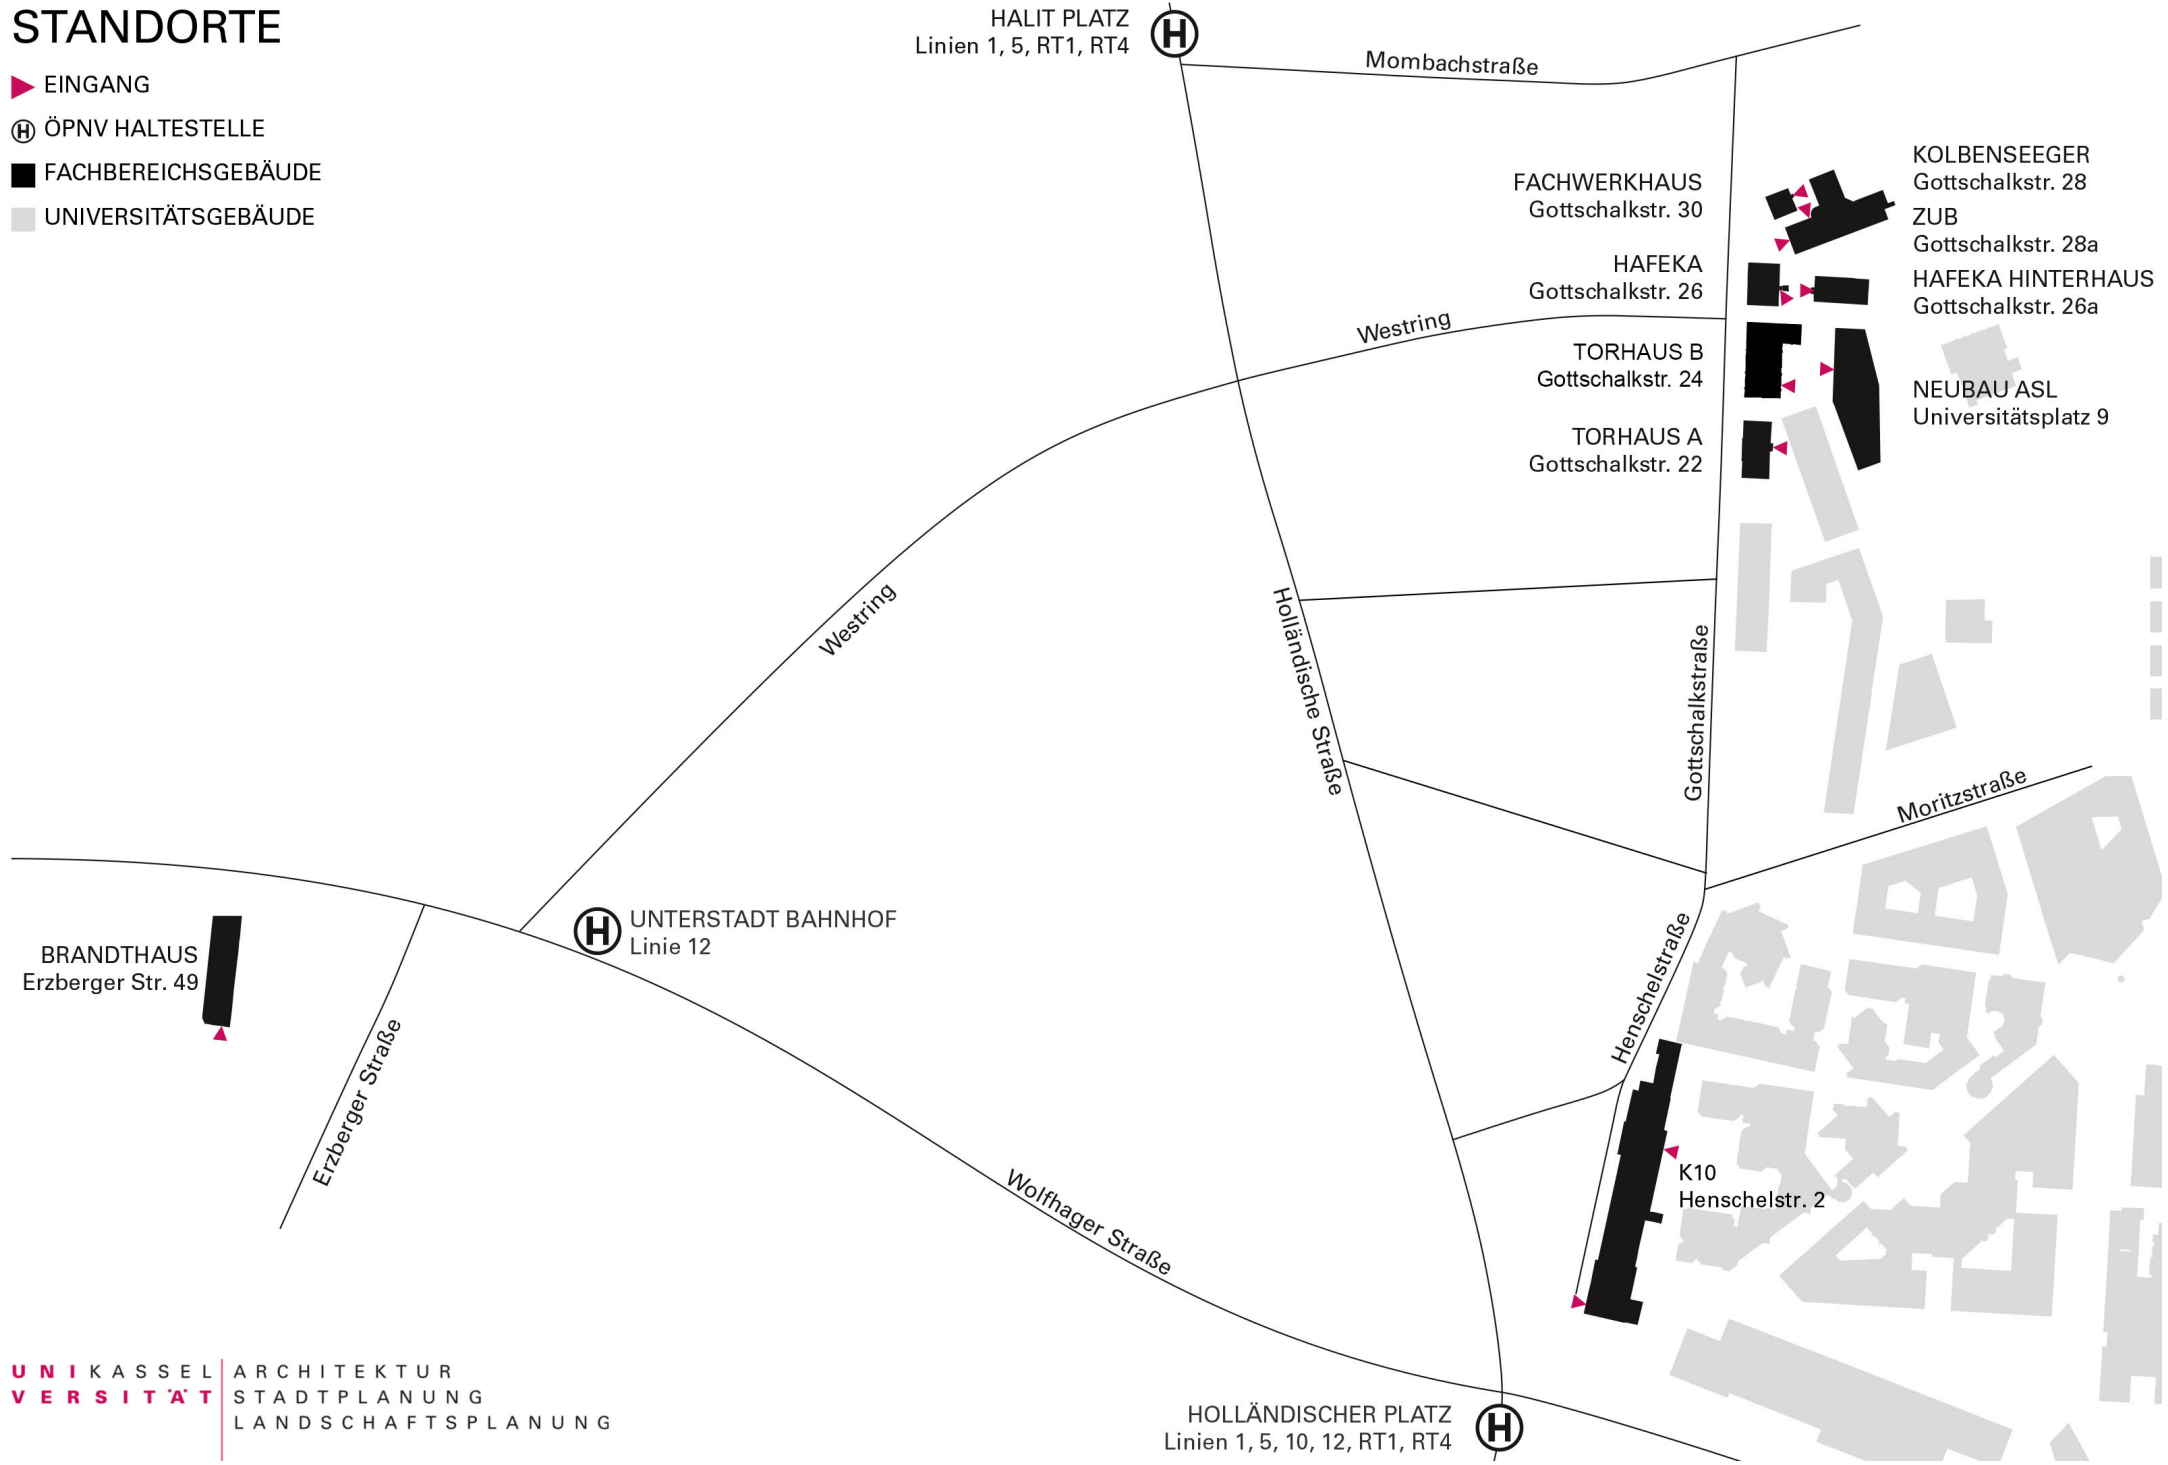 STANDORTE
EINGANG
H ÖPNV HALTESTELLE
FACHBEREICHSGEBÄUDE
UNIVERSITÄTSGEBÄUDE
HALIT PLATZ
Linien 1, 5, RT1, RT4
H
Mombachstraße
FACHWERKHAUS
Gottschalkstr. 30
KOLBENSEEGER
Gottschalkstr. 28
ZUB
Gottschalkstr. 28a
HAFEKA
Gottschalkstr. 26
HAFEKA HINTERHAUS
Gottschalkstr. 26a
Westring
TORHAUS B
Gottschalkstr. 24
NEUBAU ASL
Universitätsplatz 9
TORHAUS A
Gottschalkstr. 22
Westring
Holländische Straße
Gottschalkstraße
Moritzstraße
H
UNTERSTADT BAHNHOF
Linie 12
BRANDTHAUS
Erzberger Str. 49
Henschelstraße
Erzberger Straße
Wolfhager Straße
K10
Henschelstr. 2
HOLLÄNDISCHER PLATZ
Linien 1, 5, 10, 12, RT1, RT4
H
UNIKASSEL
VERSITÄT
ARCHITEKTUR
STADTPLANUNG
LANDSCHAFTSPLANUNG